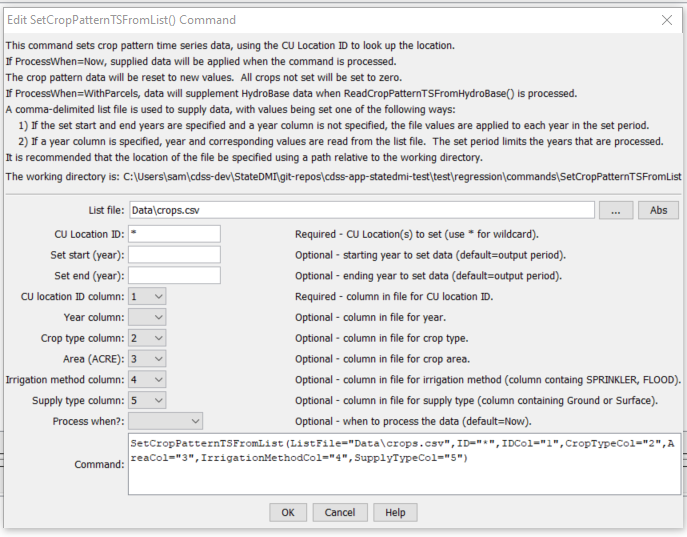 Edit SetCropPatternTSFromList() Command
This command sets crop pattern time series data, using the CU Location ID to look up the location.
If ProcessWhen=Now, supplied data will be applied when the command is processed.
The crop pattern data will be reset to new values.  All crops not set will be set to zero.
If ProcessWhen=WithParcels, data will supplement HydroBase data when ReadCropPatternTSFromHydroBase() is processed.
A comma-delimited list file is used to supply data, with values being set one of the following ways:
1) If the set start and end years are specified and a year column is not specified, the file values are applied to each year in the set period.
2) If a year column is specified, year and corresponding values are read from the list file.  The set period limits the years that are processed.
It is recommended that the location of the file be specified using a path relative to the working directory.
The working directory is: C:\Users\sam\cdss-dev\StateDMI\git-repos\cdss-app-statedmi-test\test\regression\commands\SetCropPatternTSFromList
List file: Data\crops.csv ... Abs
CU Location ID: * Required - CU Location(s) to set (use * for wildcard).
Set start (year): Optional - starting year to set data (default=output period).
Set end (year): Optional - ending year to set data (default=output period).
CU location ID column: 1 Required - column in file for CU location ID.
Year column: Optional - column in file for year.
Crop type column: 2 Optional - column in file for crop type.
Area (ACRE): 3 Optional - column in file for crop area.
Irrigation method column: 4 Optional - column in file for irrigation method (column containg SPRINKLER, FLOOD).
Supply type column: 5 Optional - column in file for supply type (column containing Ground or Surface).
Process when?: Optional - when to process the data (default=Now).
SetCropPatternTSFromList(ListFile="Data\crops.csv",ID="*",IDCol="1",CropTypeCol="2",A
Command: reaCol="3",IrrigationMethodCol="4",SupplyTypeCol="5")
OK Cancel Help